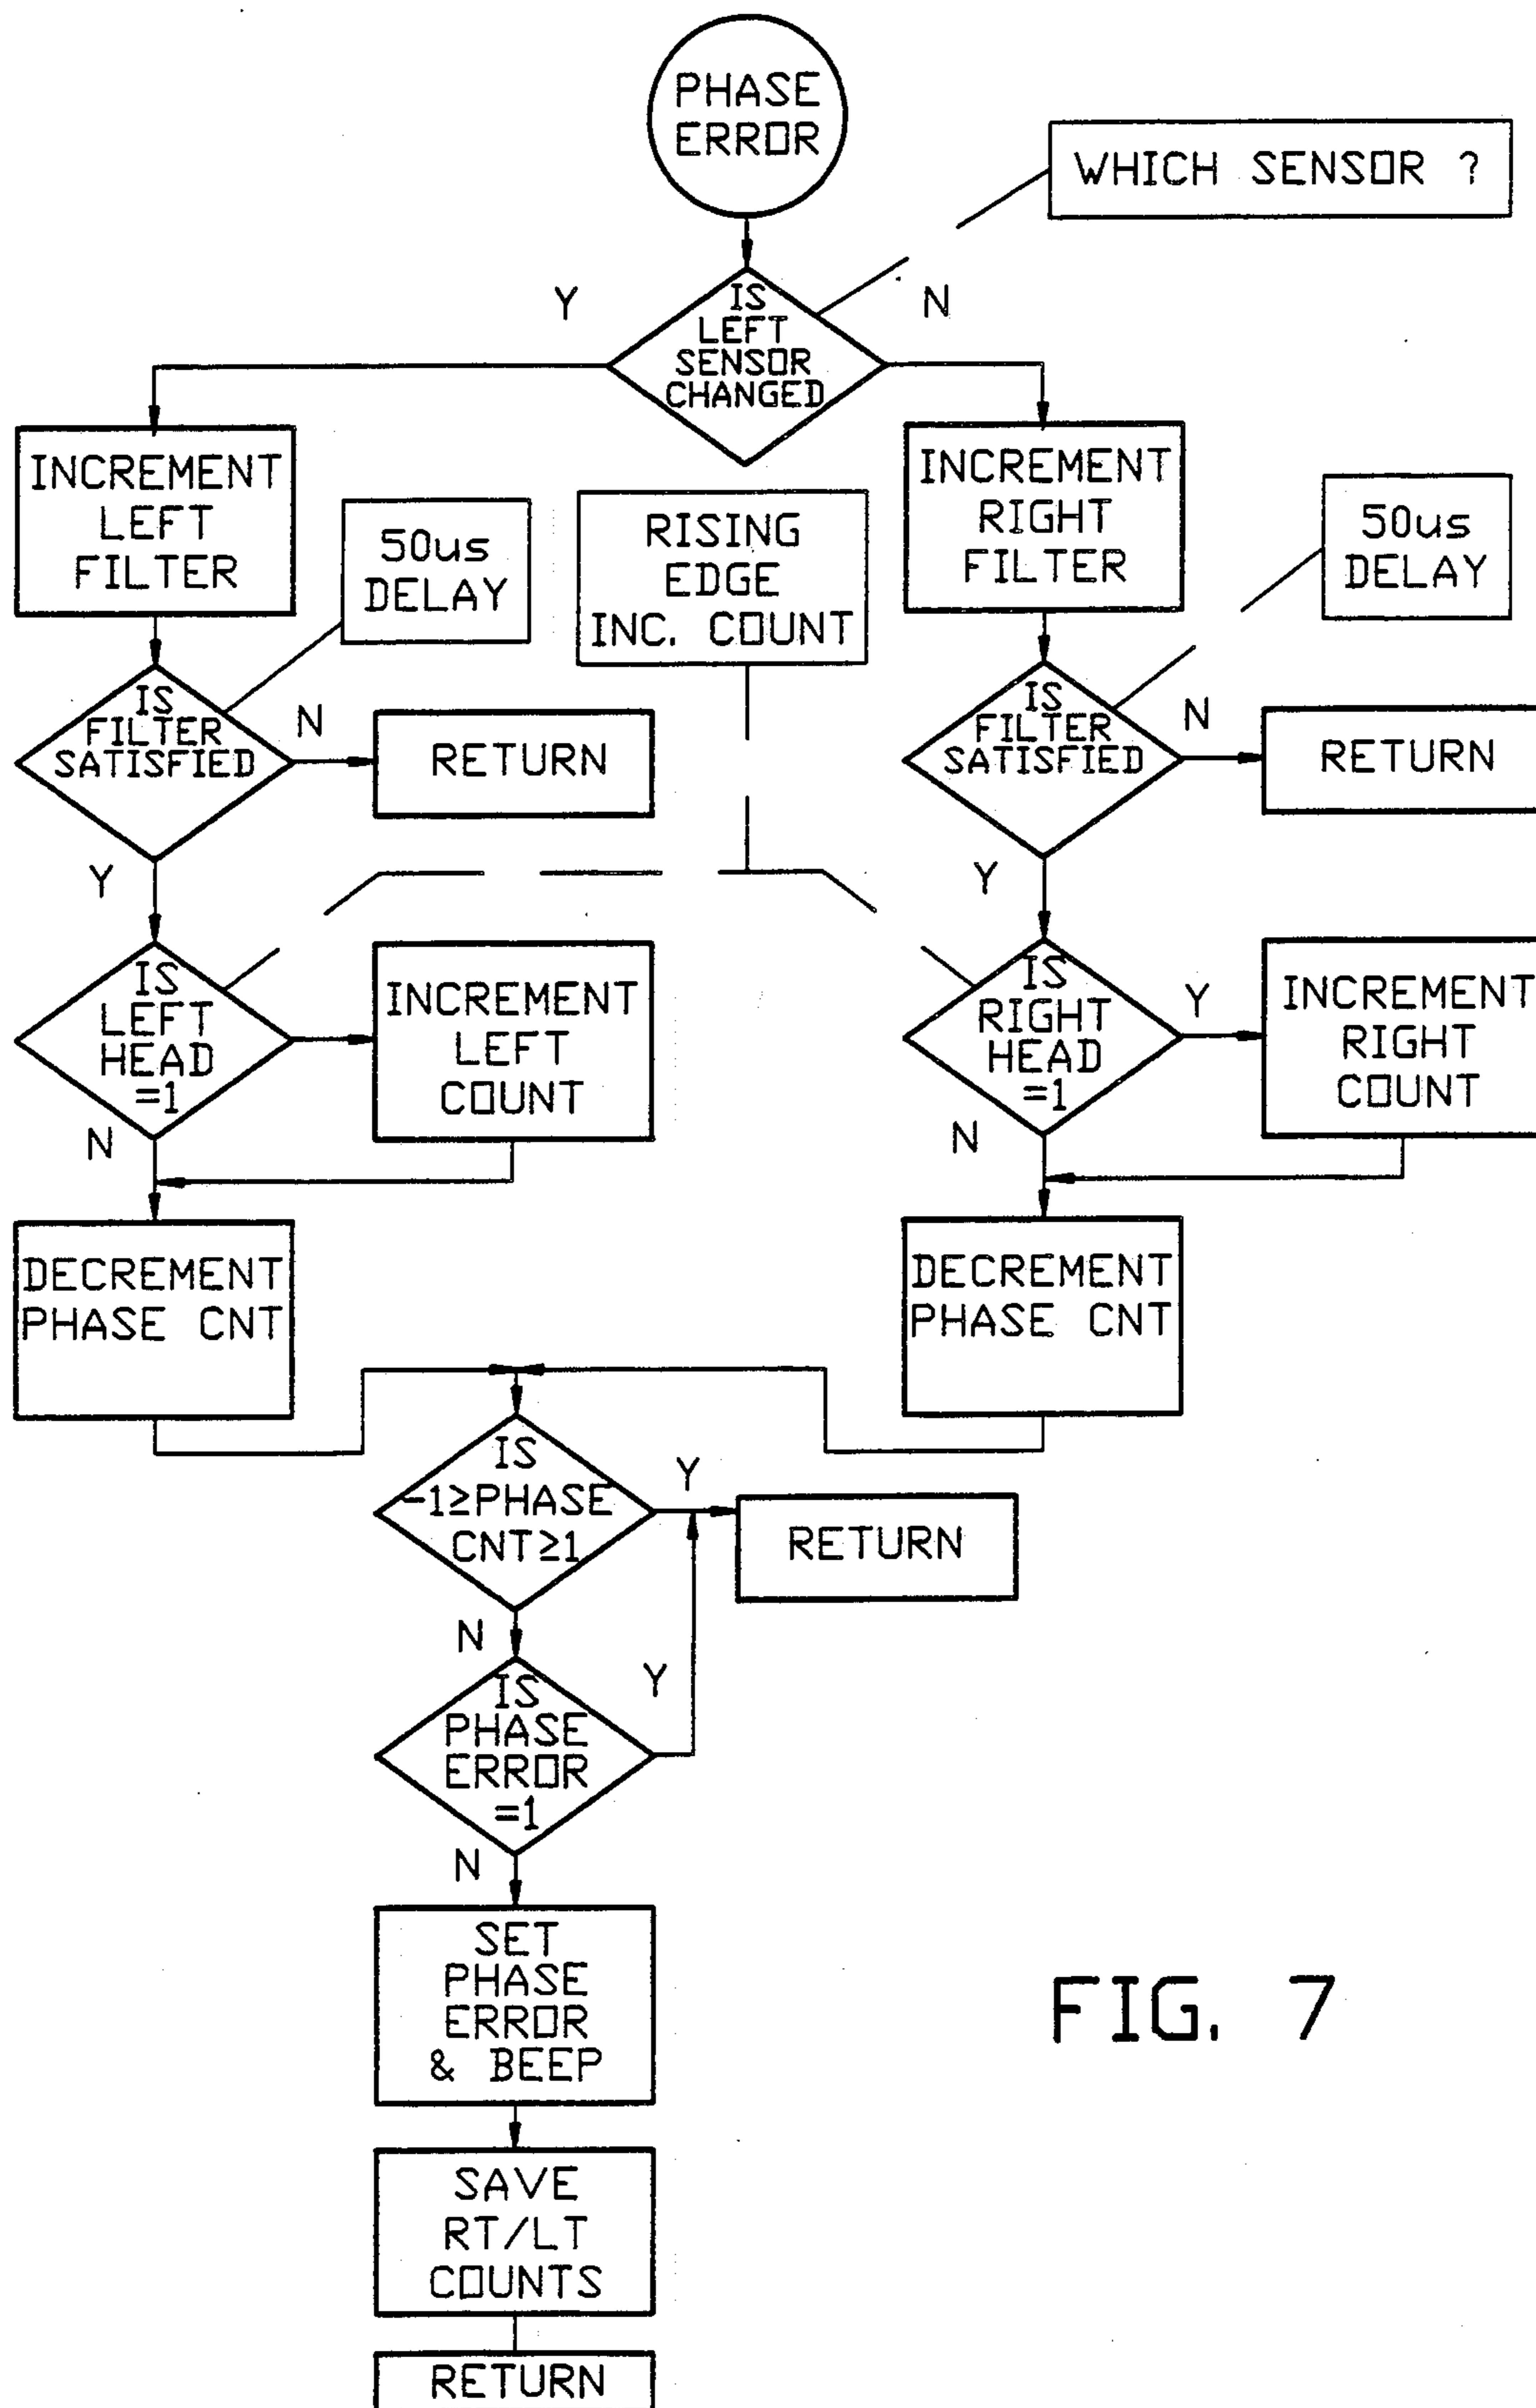 PHASE
ERROR
WHICH SENSOR ?
Y
N
IS
LEFT
SENSOR
CHANGED
INCREMENT
LEFT
FILTER
50us
DELAY
RISING
EDGE
INC. COUNT
INCREMENT
RIGHT
FILTER
50us
DELAY
IS
FILTER
SATISFIED
N
RETURN
IS
FILTER
SATISFIED
N
RETURN
Y
Y
IS
LEFT
HEAD
=1
INCREMENT
LEFT
COUNT
IS
RIGHT
HEAD
=1
Y
INCREMENT
RIGHT
COUNT
N
N
DECREMENT
PHASE CNT
DECREMENT
PHASE CNT
IS
-1≥PHASE
CNT≥1
Y
RETURN
N
IS
PHASE
ERROR
=1
Y
N
SET
PHASE
ERROR
& BEEP
FIG. 7
SAVE
RT/LT
COUNTS
RETURN